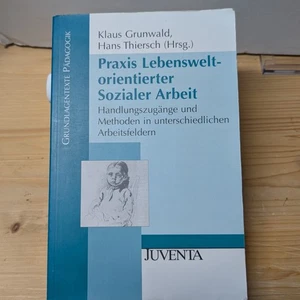 Klaus Grunwald,
Hans Thiersch (Hrsg.)
Praxis Lebenswelt-
orientierter
Sozialer Arbeit
Handlungszugänge und
Methoden in unterschiedlichen
Arbeitsfeldern
GRUNDLAGENTEXTE PÄDAGOGIK
JUVENTA